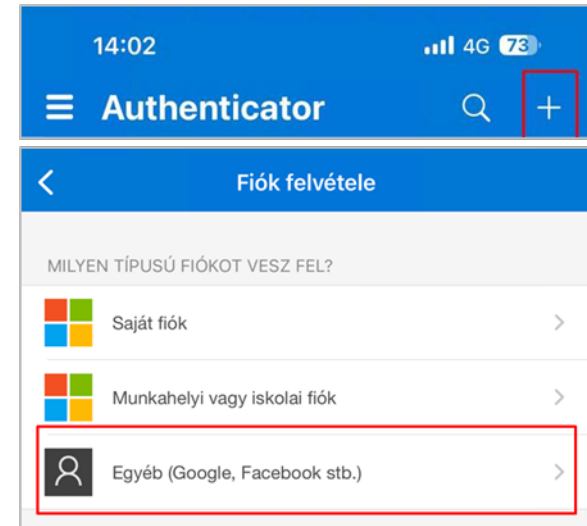 14:02 4G 73
Authenticator
Fiók felvétele
MILYEN TÍPUSÚ FIÓKOT VESZ FEL?
Saját fiók
Munkahelyi vagy iskolai fiók
Egyéb (Google, Facebook stb.)